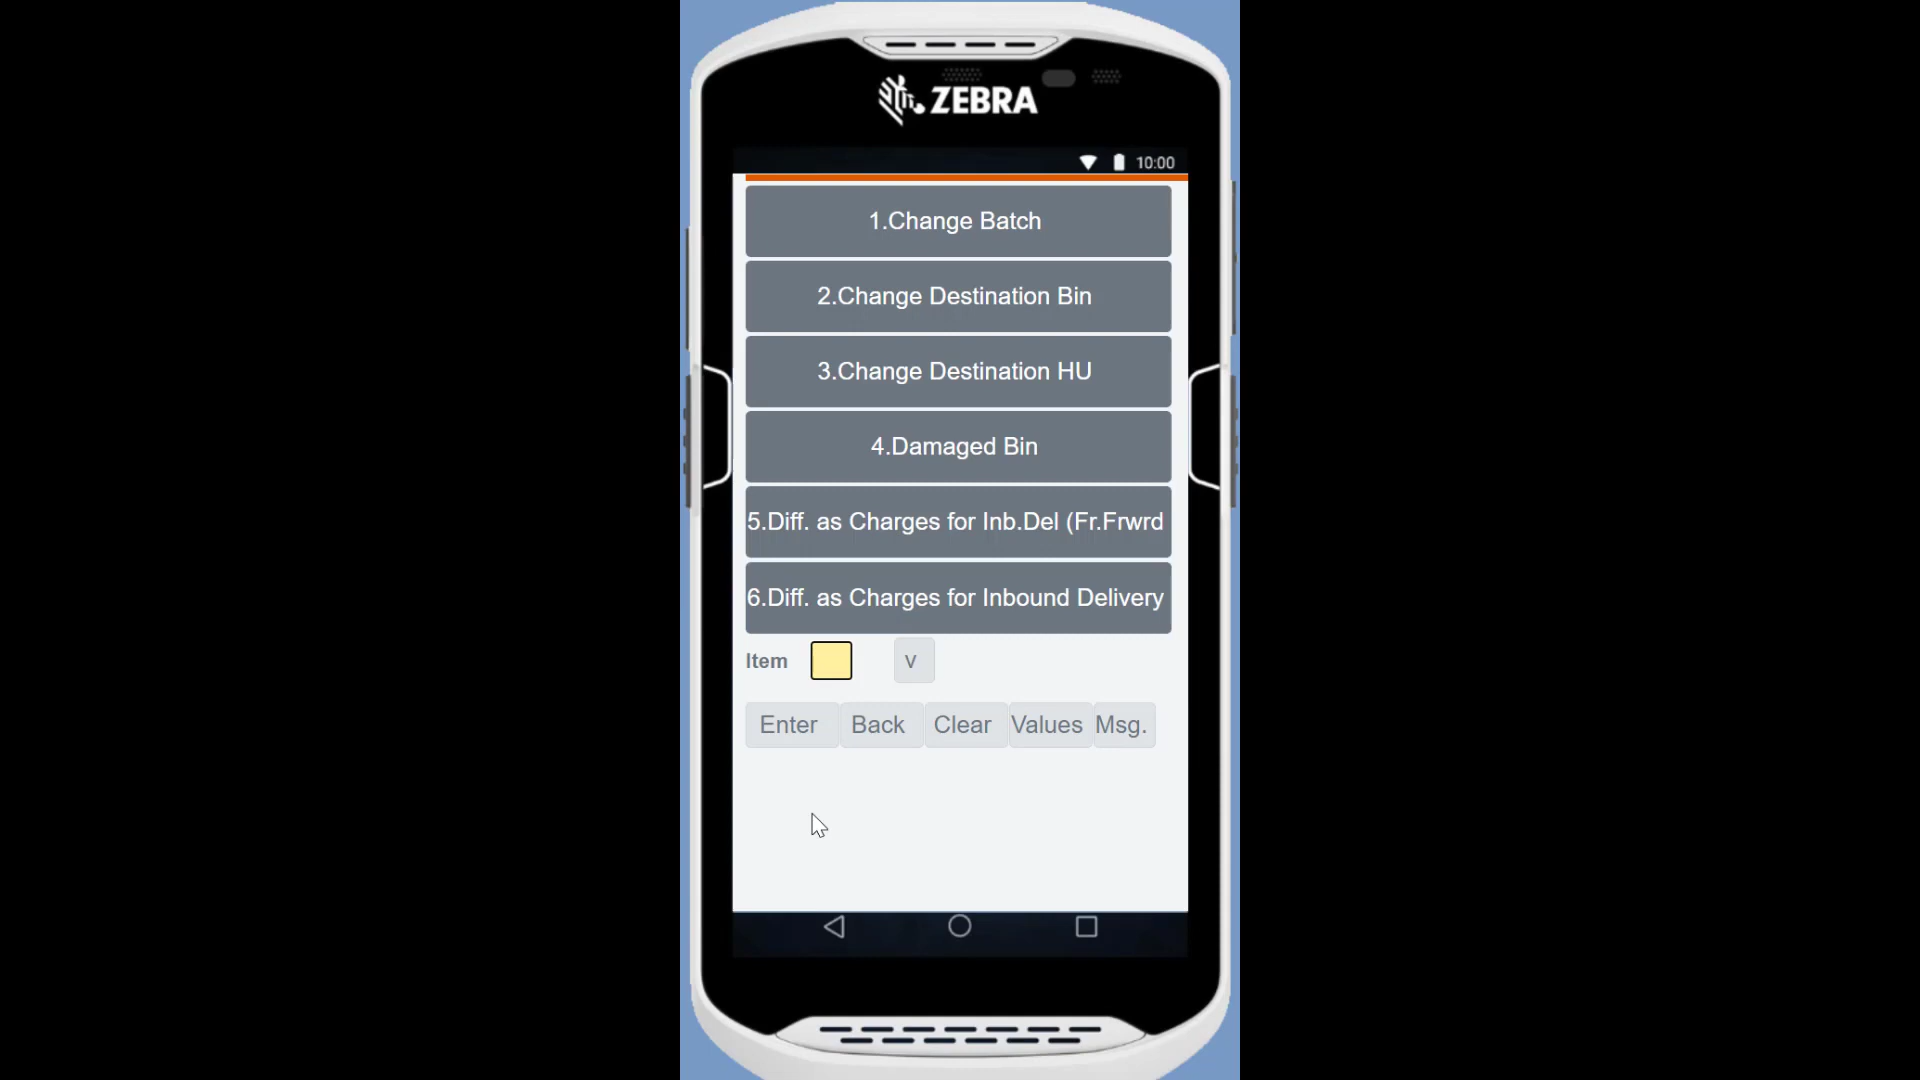 ZEBRA
10:00
1.Change Batch
2.Change Destination Bin
3.Change Destination HU
4.Damaged Bin
5.Diff. as Charges for Inb.Del (Fr.Frwrd
6.Diff. as Charges for Inbound Delivery
Item v
Enter Back Clear Values Msg.